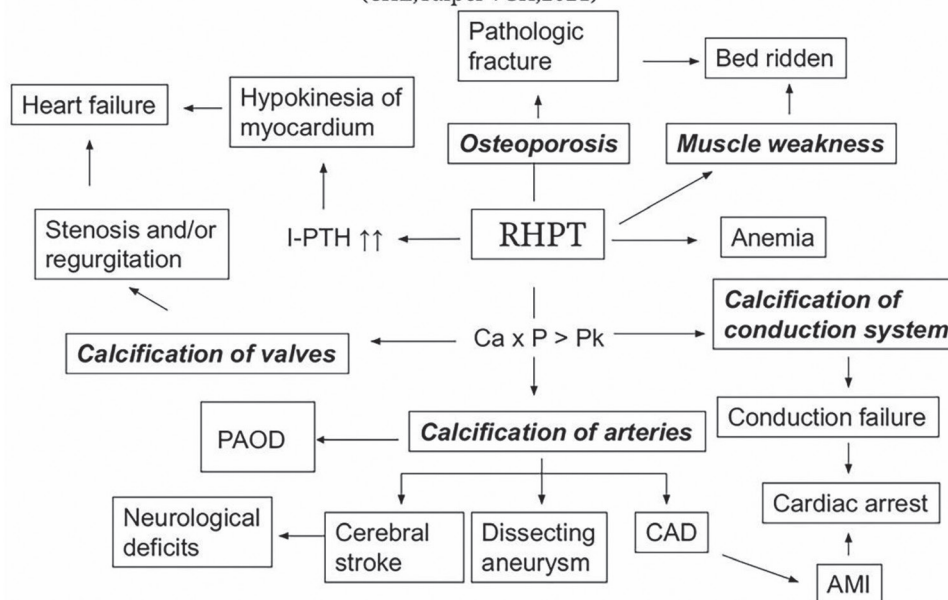 Pathologic
fracture
Bed ridden
Heart failure
Hypokinesia of
myocardium
Osteoporosis
Muscle weakness
Stenosis and/or
regurgitation
I-PTH ↑↑
RHPT
Anemia
Calcification of
conduction system
Calcification of valves
Ca x P > Pk
Conduction failure
PAOD
Calcification of arteries
Cardiac arrest
Neurological
deficits
Cerebral
stroke
Dissecting
aneurysm
CAD
AMI